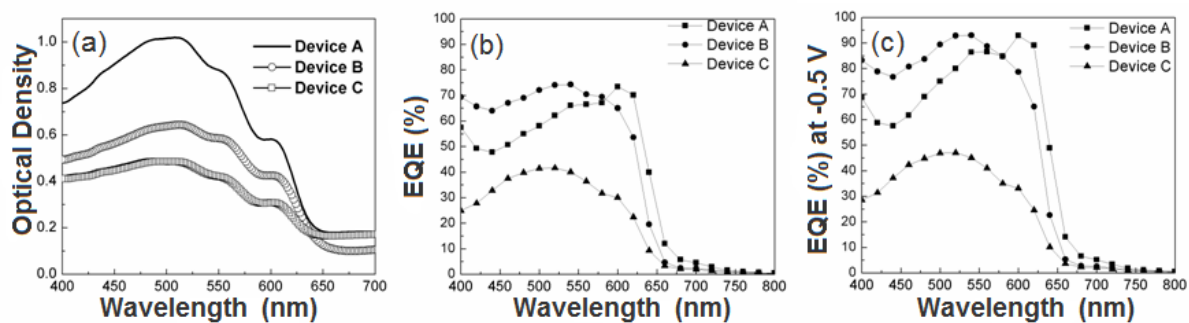 (a)
Device A
Device B
Device C
Optical Density
1.0
0.8
0.6
0.4
0.2
0.0
400 450 500 550 600 650 700
Wavelength (nm)
(b)
Device A
Device B
Device C
EQE (%)
100
90
80
70
60
50
40
30
20
10
0
400 450 500 550 600 650 700 750 800
Wavelength (nm)
(c)
Device A
Device B
Device C
EQE (%) at -0.5 V
100
90
80
70
60
50
40
30
20
10
0
400 450 500 550 600 650 700 750 800
Wavelength (nm)